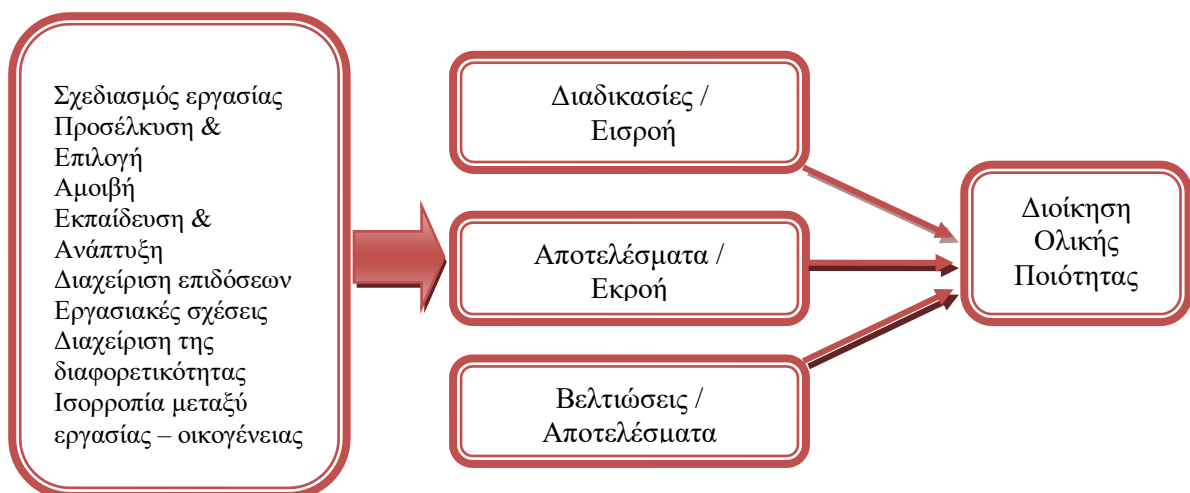 Σχεδιασμός εργασίας
Προσέλκυση &
Επιλογή
Αμοιβή
Εκπαίδευση &
Ανάπτυξη
Διαχείριση επιδόσεων
Εργασιακές σχέσεις
Διαχείριση της
διαφορετικότητας
Ισορροπία μεταξύ
εργασίας – οικογένειας
Διαδικασίες /
Εισροή
Αποτελέσματα /
Εκροή
Βελτιώσεις /
Αποτελέσματα
Διοίκηση
Ολικής
Ποιότητας